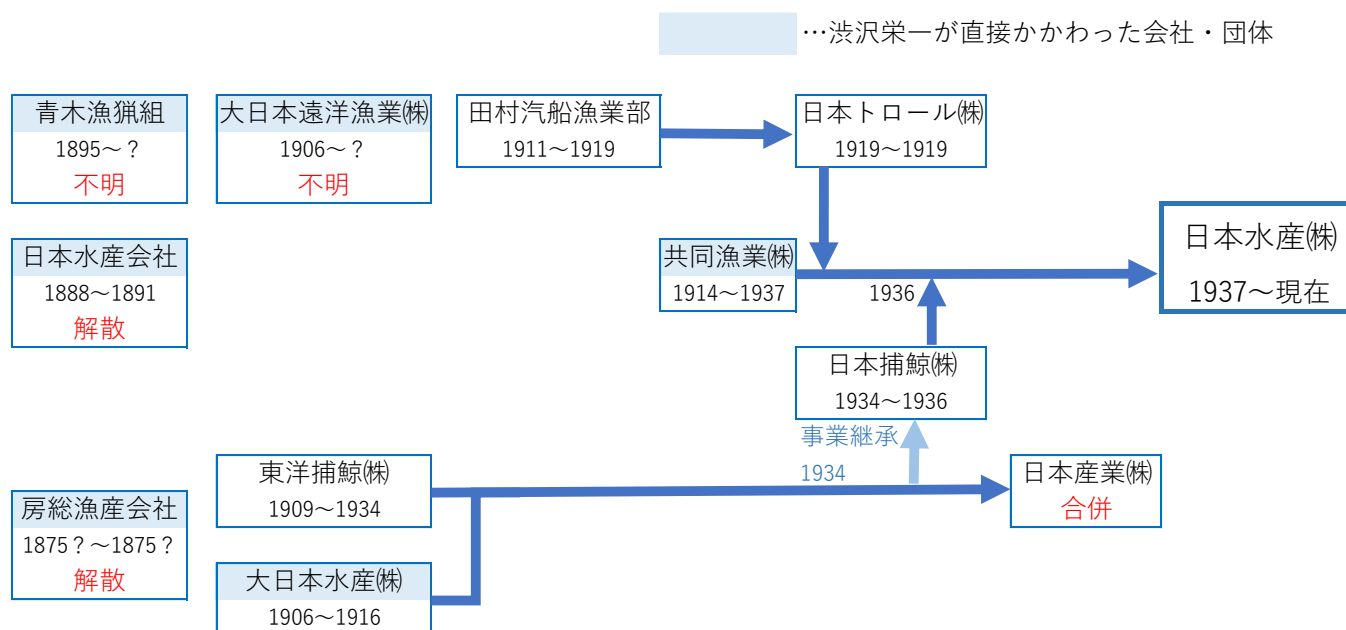 …渋沢栄一が直接かかわった会社・団体
青木漁猟組
1895～？
不明
大日本遠洋漁業㈱
1906～？
不明
田村汽船漁業部
1911～1919
日本トロール㈱
1919～1919
日本水産会社
1888～1891
解散
共同漁業㈱
1914～1937
1936
日本水産㈱
1937～現在
日本捕鯨㈱
1934～1936
事業継承
1934
房総漁産会社
1875？～1875？
解散
東洋捕鯨㈱
1909～1934
日本産業㈱
合併
大日本水産㈱
1906～1916